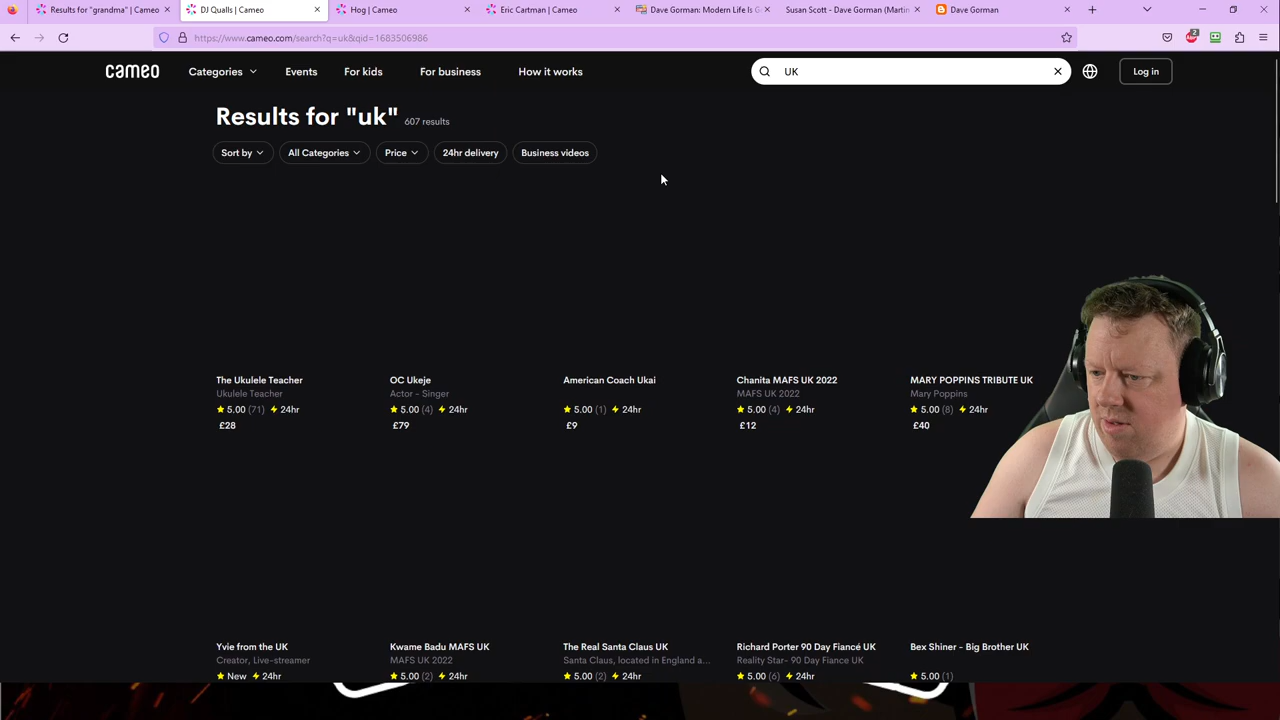 Results for "grandma" | Cameo
DJ Qualls | Cameo
Hog | Cameo
Eric Cartman | Cameo
Dave Gorman: Modern Life Is G
Susan Scott - Dave Gorman (Martin
Dave Gorman
https://www.cameo.com/search?q=uk&qid=1683506986
2
cameo
Categories
Events
For kids
For business
How it works
UK
Log in
Results for "uk" 607 results
Sort by
All Categories
Price
24hr delivery
Business videos
The Ukulele Teacher
Ukulele Teacher
5.00 (71) 24hr
£28
OC Ukeje
Actor - Singer
5.00 (4) 24hr
£79
American Coach Ukai
5.00 (1) 24hr
£9
Chanita MAFS UK 2022
MAFS UK 2022
5.00 (4) 24hr
£12
MARY POPPINS TRIBUTE UK
Mary Poppins
5.00 (8) 24hr
£40
Yvie from the UK
Creator, Live-streamer
New 24hr
Kwame Badu MAFS UK
MAFS UK 2022
5.00 (2) 24hr
The Real Santa Claus UK
Santa Claus, located in England a...
5.00 (2) 24hr
Richard Porter 90 Day Fiancé UK
Reality Star- 90 Day Fiance UK
5.00 (6) 24hr
Bex Shiner - Big Brother UK
5.00 (1)